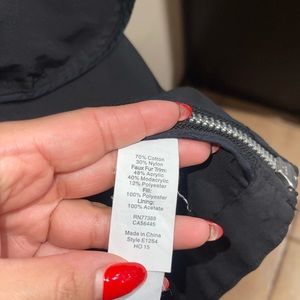 70% Cotton
30% Nylon
Faux Fur Trim:
48% Acrylic
40% Modacrylic
12% Polyester
Fill:
100% Polyester
Lining:
100% Acetate
RN77388
CA56445
Made in China
Style E1254
HO 15